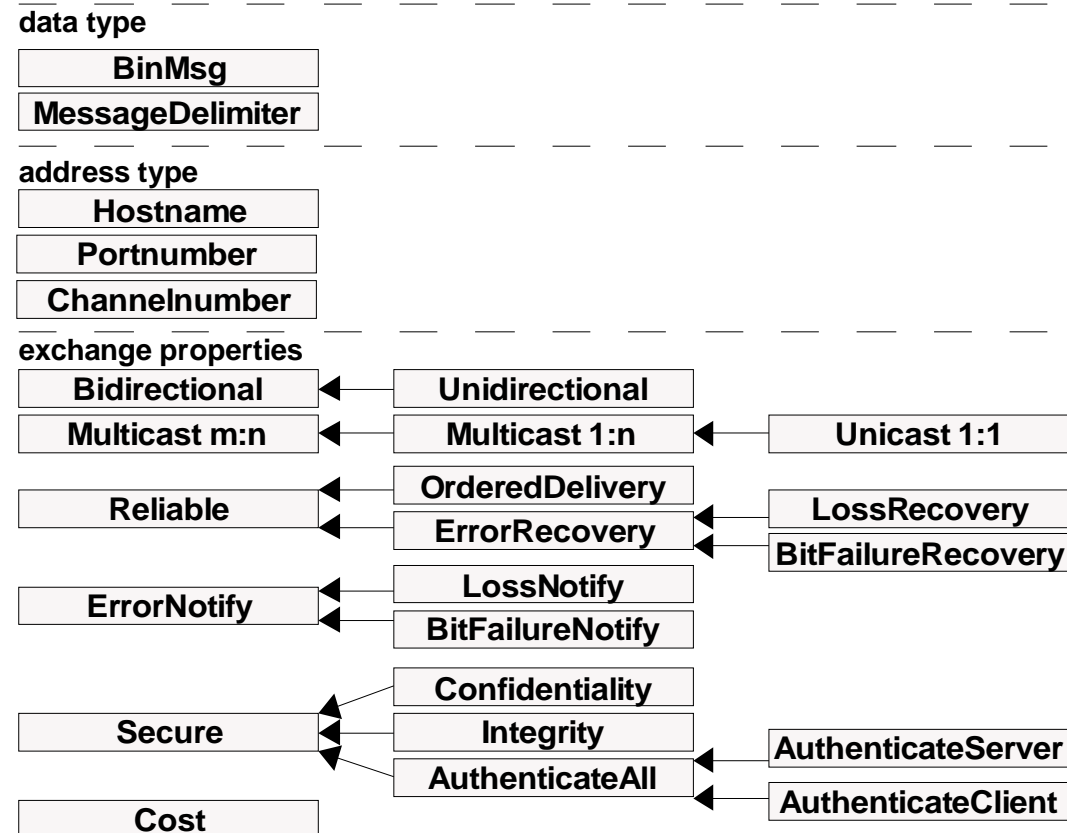 data type
BinMsg
MessageDelimiter
address type
Hostname
Portnumber
Channelnumber
exchange properties
Bidirectional Unidirectional
Multicast m:n Multicast 1:n Unicast 1:1
Reliable OrderedDelivery
ErrorRecovery LossRecovery
BitFailureRecovery
ErrorNotify LossNotify
BitFailureNotify
Confidentiality
Secure Integrity
AuthenticateAll AuthenticateServer
AuthenticateClient
Cost